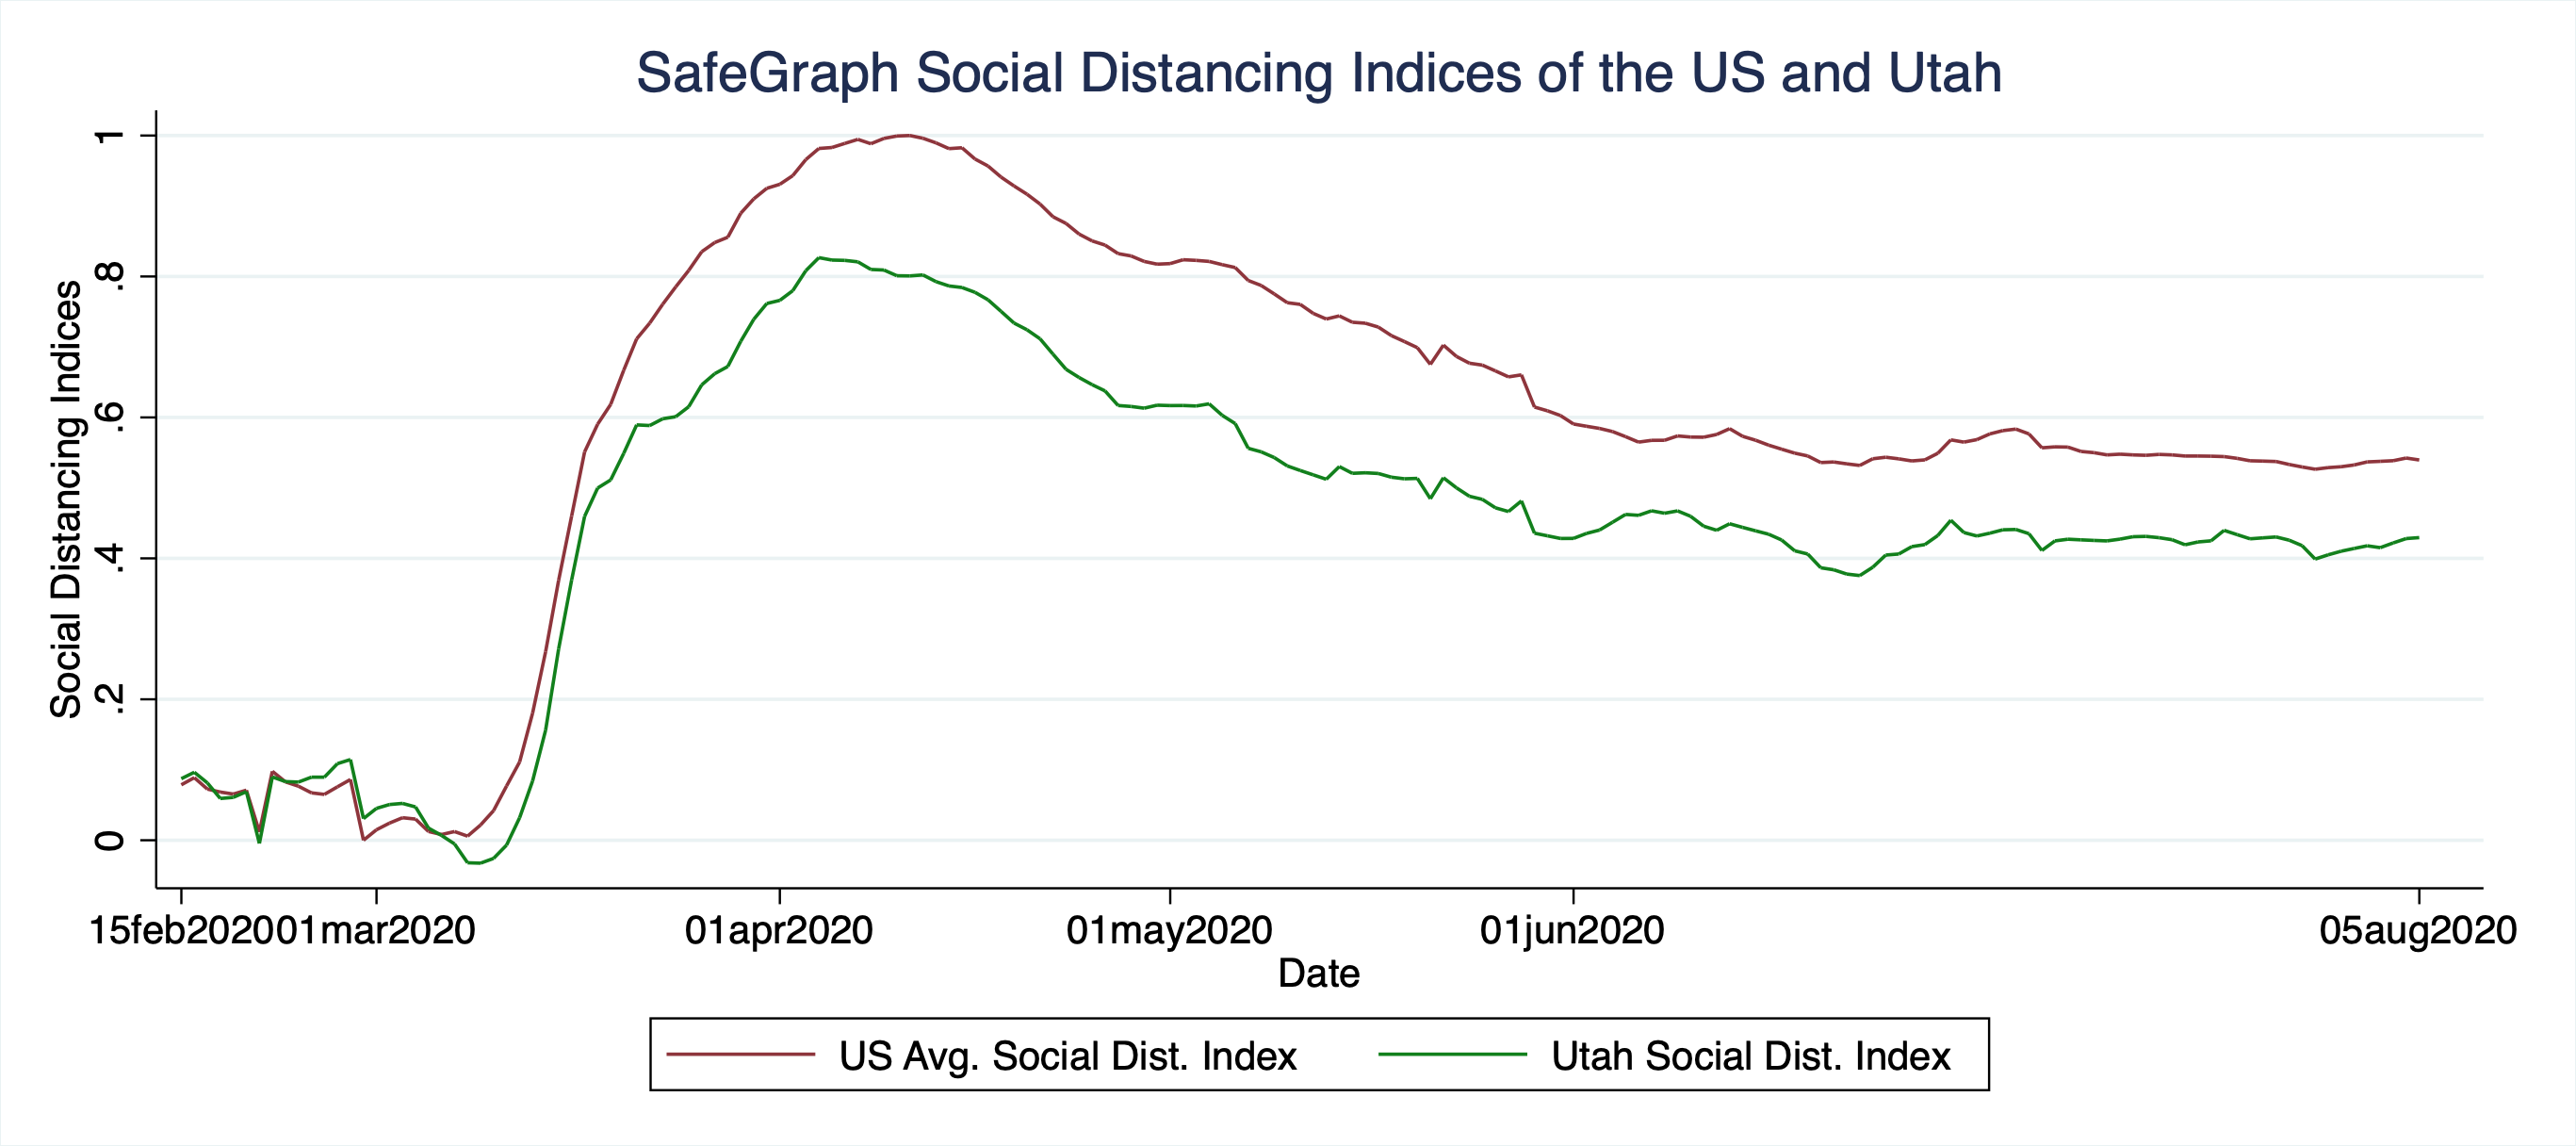 SafeGraph Social Distancing Indices of the US and Utah
Social Distancing Indices
1
.8
.6
.4
.2
0
15feb2020
01mar2020
01apr2020
01may2020
01jun2020
05aug2020
Date
US Avg. Social Dist. Index
Utah Social Dist. Index